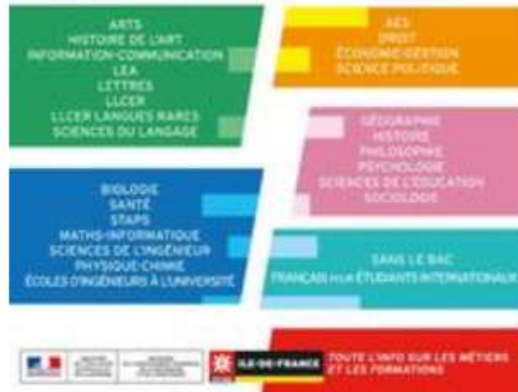 ARTS
HISTOIRE DE L'ART
INFORMATION-COMMUNICATION
LEA
LETTRES
LLCER
LLCER LANGUES RARES
SCIENCES DU LANGAGE
AES
DROIT
ÉCONOMIE-GESTION
SCIENCE POLITIQUE
GÉOGRAPHIE
HISTOIRE
PHILOSOPHIE
PSYCHOLOGIE
SCIENCES DE L'ÉDUCATION
SOCIOLOGIE
BIOLOGIE
SANTÉ
STAPS
MATHS-INFORMATIQUE
SCIENCES DE L'INGÉNIEUR
PHYSIQUE-CHIMIE
ÉCOLES D'INGÉNIEURS À L'UNIVERSITÉ
SANS LE BAC
FRANÇAIS POUR ÉTUDIANTS INTERNATIONAUX
ILE-DE-FRANCE
TOUTE L'INFO SUR LES MÉTIERS
ET LES FORMATIONS